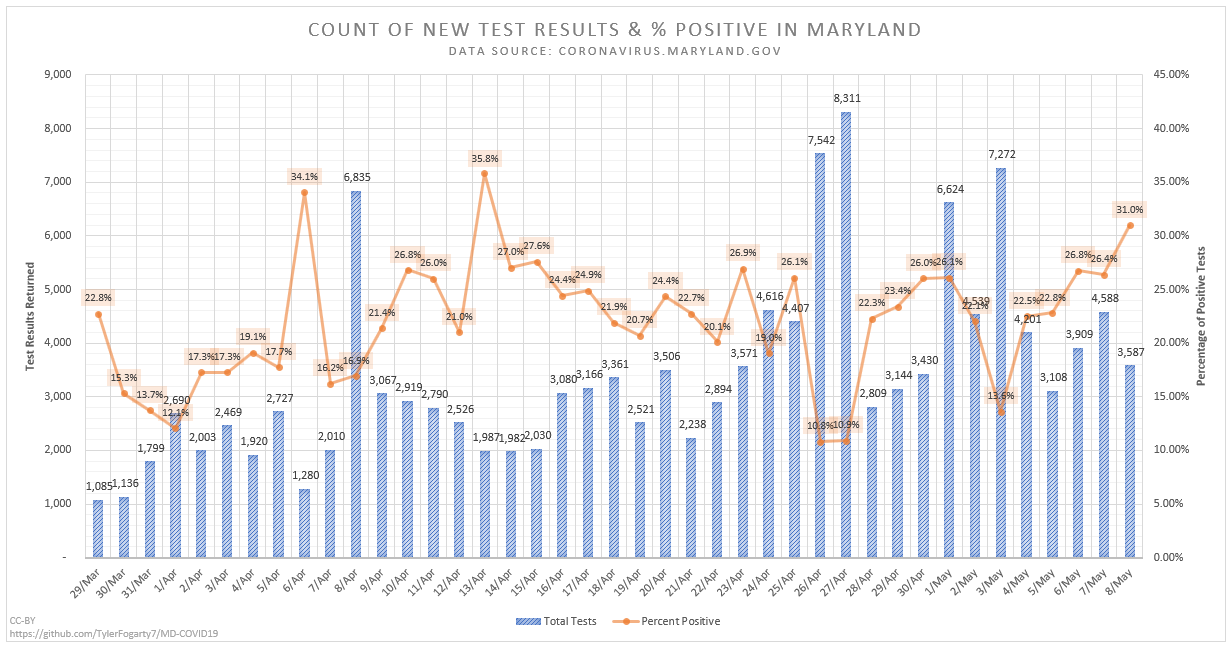 COUNT OF NEW TEST RESULTS & % POSITIVE IN MARYLAND
DATA SOURCE: CORONAVIRUS.MARYLAND.GOV
Test Results Returned
9,000
8,000
7,000
6,000
5,000
4,000
3,000
2,000
1,000
-
45.00%
40.00%
35.00%
30.00%
25.00%
20.00%
15.00%
10.00%
5.00%
0.00%
Percentage of Positive Tests
22.8%
15.3%
13.7%
12.1%
17.3%
17.3%
19.1%
17.7%
34.1%
16.2%
16.9%
21.4%
26.8%
26.0%
21.0%
35.8%
27.0%
27.6%
24.4%
24.9%
21.9%
20.7%
24.4%
22.7%
20.1%
26.9%
19.0%
26.1%
10.8%
10.9%
22.3%
23.4%
26.0%
26.1%
22.1%
13.6%
22.5%
22.8%
26.8%
26.4%
31.0%
1,085
1,136
1,799
2,690
2,003
2,469
1,920
2,727
1,280
2,010
6,835
3,067
2,919
2,790
2,526
1,987
1,982
2,030
3,080
3,166
3,361
2,521
3,506
2,238
2,894
3,571
4,616
4,407
7,542
8,311
2,809
3,144
3,430
6,624
4,539
7,272
4,201
3,108
3,909
4,588
3,587
29/Mar
30/Mar
31/Mar
1/Apr
2/Apr
3/Apr
4/Apr
5/Apr
6/Apr
7/Apr
8/Apr
9/Apr
10/Apr
11/Apr
12/Apr
13/Apr
14/Apr
15/Apr
16/Apr
17/Apr
18/Apr
19/Apr
20/Apr
21/Apr
22/Apr
23/Apr
24/Apr
25/Apr
26/Apr
27/Apr
28/Apr
29/Apr
30/Apr
1/May
2/May
3/May
4/May
5/May
6/May
7/May
8/May
Total Tests
Percent Positive
CC-BY
https://github.com/TylerFogarty7/MD-COVID19